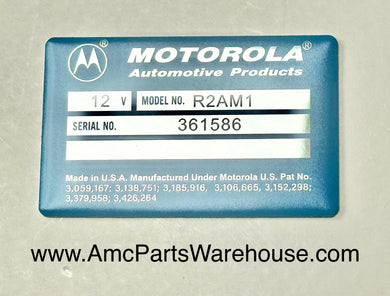 MOTOROLA®
Automotive Products
12 V MODEL NO. R2AM1
SERIAL NO. 361586
Made in U.S.A. Manufactured Under Motorola U.S. Pat No.
3,059,167; 3,138,751; 3,185,916, 3,106,665, 3,152,298;
3,379,958; 3,426,264
www.AmcPartsWarehouse.com